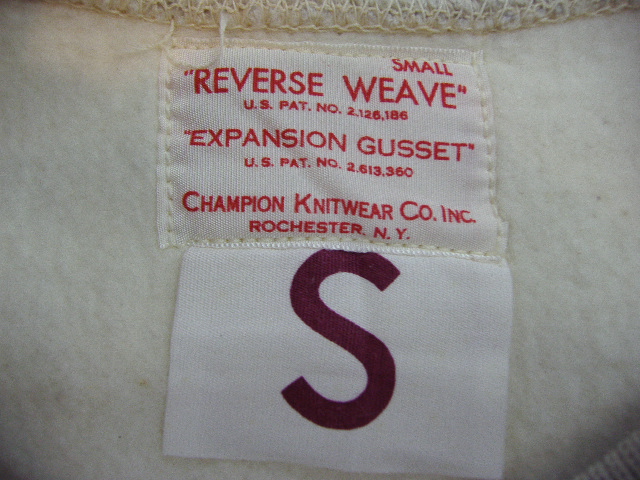 SMALL
"REVERSE WEAVE"
U.S. PAT. NO. 2,126,186
"EXPANSION GUSSET"
U.S. PAT. NO. 2,613,360
CHAMPION KNITWEAR CO. INC.
ROCHESTER, N.Y.
S